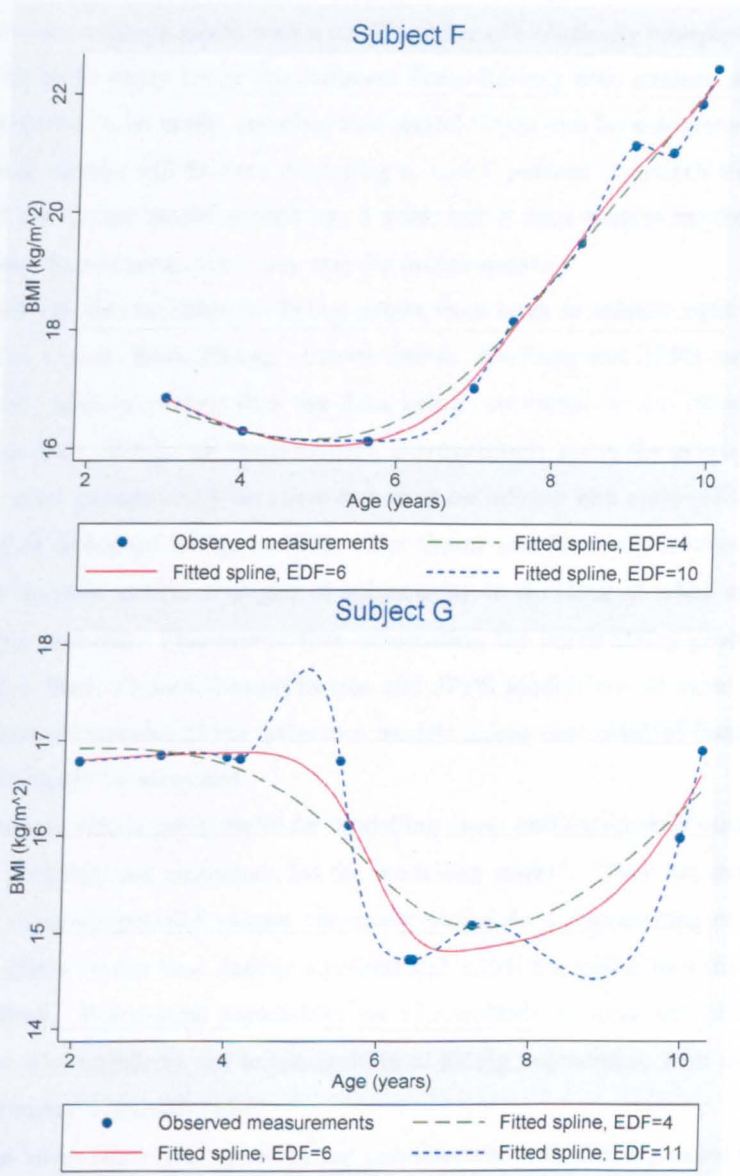 Subject F
22
20
18
16
BMI (kg/m^2)
2 4 6 8 10
Age (years)
Observed measurements Fitted spline, EDF=4
Fitted spline, EDF=6 Fitted spline, EDF=10
Subject G
18
17
16
15
14
BMI (kg/m^2)
2 4 6 8 10
Age (years)
Observed measurements Fitted spline, EDF=4
Fitted spline, EDF=6 Fitted spline, EDF=11